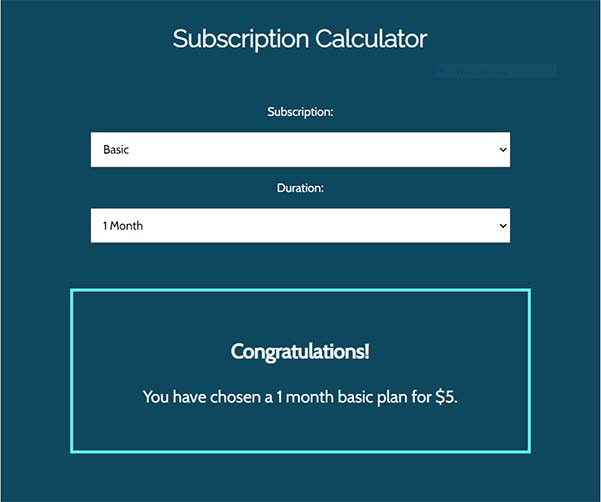 Subscription Calculator
Subscription:
Basic
Duration:
1 Month
Congratulations!
You have chosen a 1 month basic plan for $5.